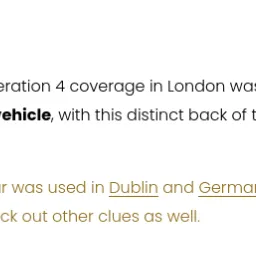 eration 4 coverage in London was
vehicle, with this distinct back of t
r was used in Dublin and German
ck out other clues as well.